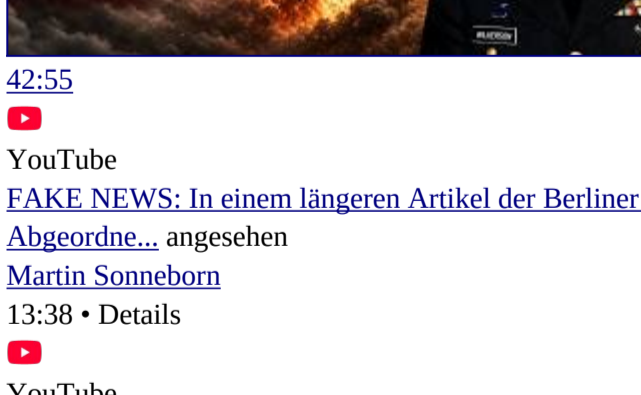 42:55
YouTube
FAKE NEWS: In einem längeren Artikel der Berliner
Abgeordne... angesehen
Martin Sonneborn
13:38 • Details
YouTube